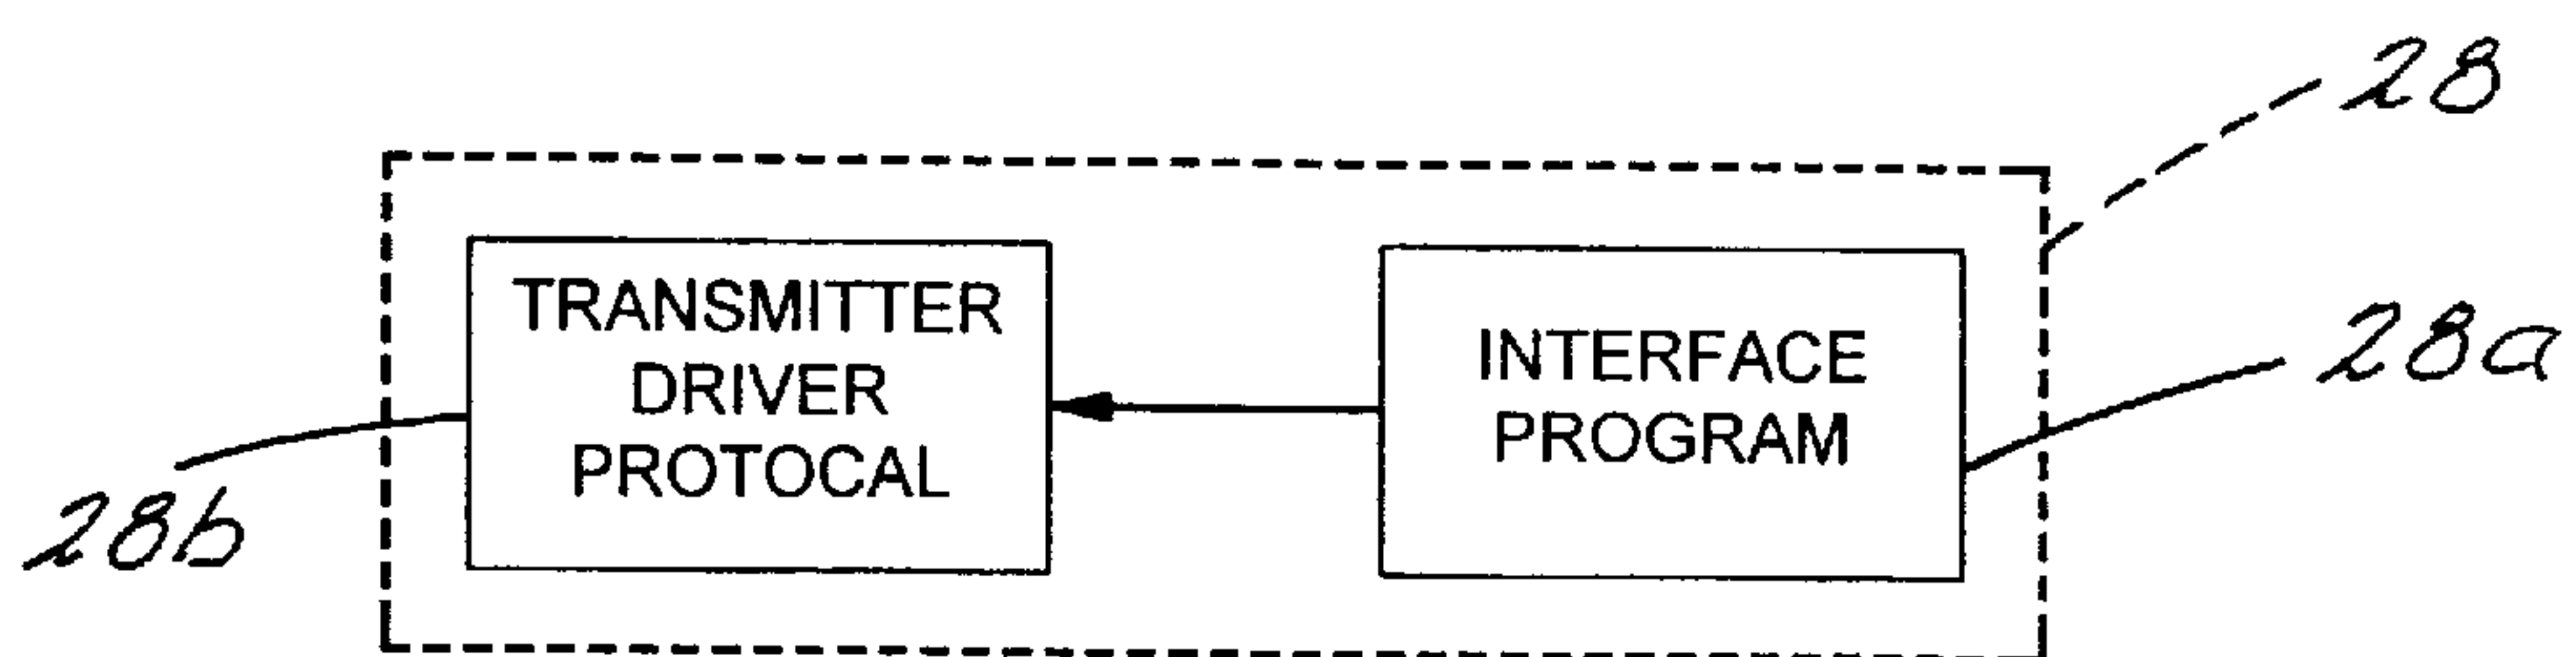 28
TRANSMITTER
DRIVER
PROTOCAL
INTERFACE
PROGRAM
28a
28b